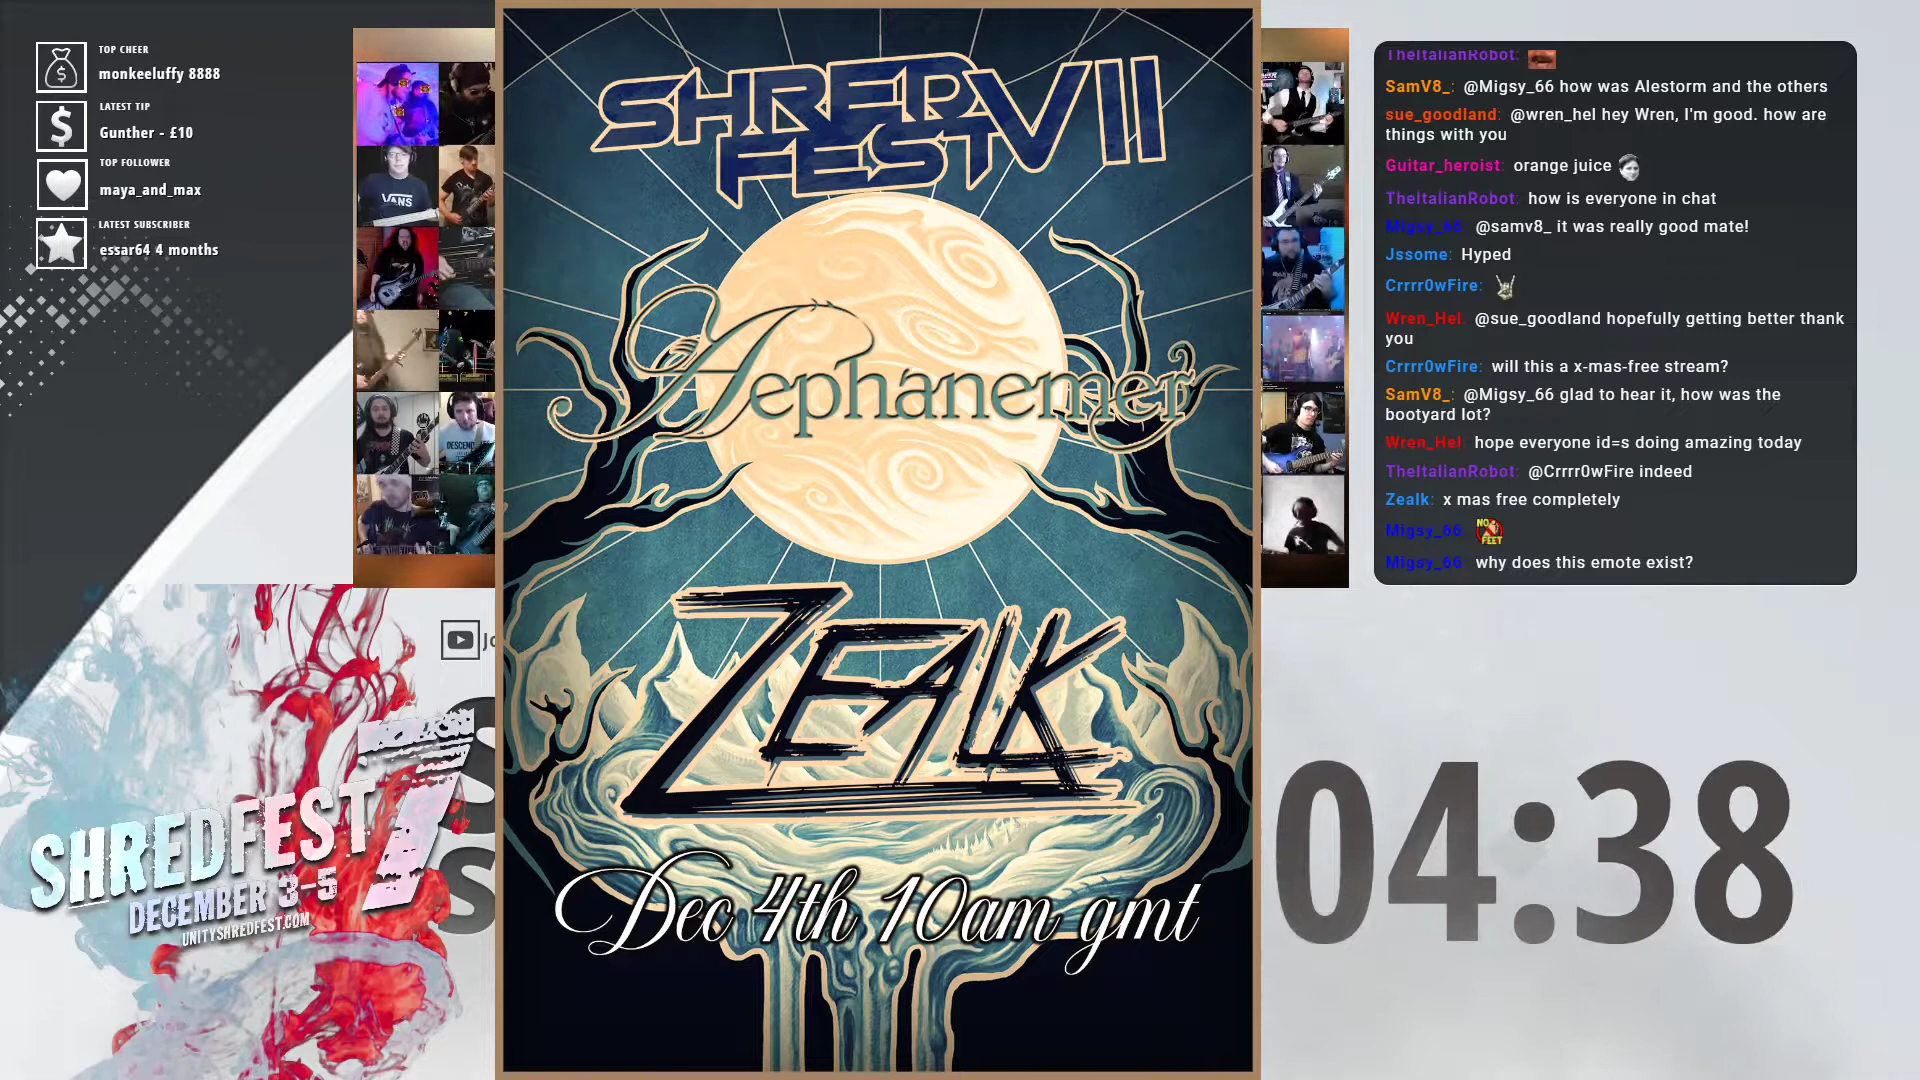 TOP CHEER
monkeeluffy 8888
LATEST TIP
Gunther - £10
TOP FOLLOWER
maya_and_max
LATEST SUBSCRIBER
essar64 4 months
SHRED
FEST VII
Aephanemer
ZEALK
Dec 4th 10am gmt
VANS
DESCEND
SHREDFEST 7
DECEMBER 3-5
UNITYSHREDFEST.COM
TheItalianRobot:
SamV8_: @Migsy_66 how was Alestorm and the others
sue_goodland: @wren_hel hey Wren, I'm good. how are
things with you
Guitar_heroist: orange juice
TheItalianRobot: how is everyone in chat
Migsy_66: @samv8_ it was really good mate!
Jssome: Hyped
Crrrr0wFire:
Wren_Hel: @sue_goodland hopefully getting better thank
you
Crrrr0wFire: will this a x-mas-free stream?
SamV8_: @Migsy_66 glad to hear it, how was the
bootyard lot?
Wren_Hel: hope everyone id=s doing amazing today
TheItalianRobot: @Crrrr0wFire indeed
Zealk: x mas free completely
Migsy_66: NO FEET
Migsy_66: why does this emote exist?
04:38